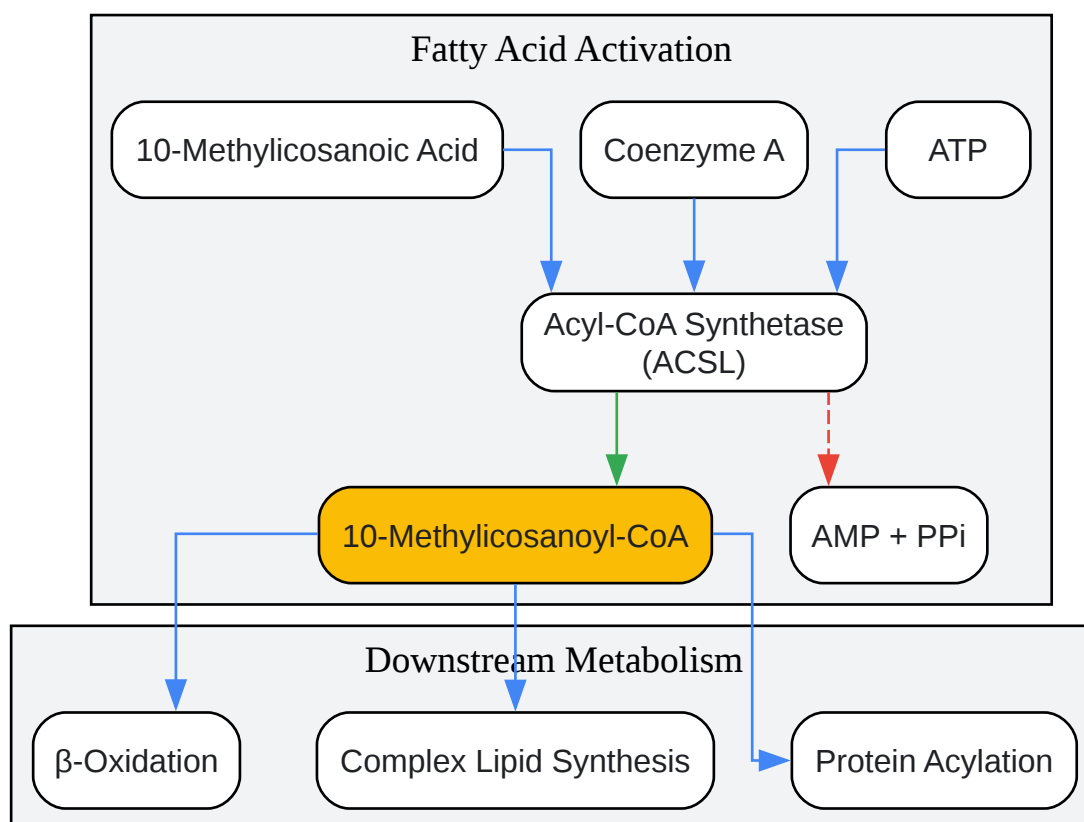 Fatty Acid Activation
10-Methylicosanoic Acid
Coenzyme A
ATP
Acyl-CoA Synthetase
(ACSL)
10-Methylicosanoyl-CoA
AMP + PPi
Downstream Metabolism
β-Oxidation
Complex Lipid Synthesis
Protein Acylation